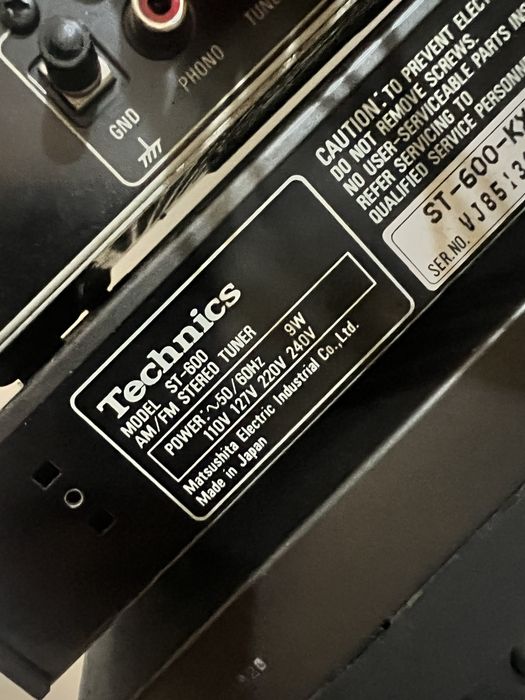 TUNE
PHONO
GND
CAUTION: TO PREVENT ELEC
DO NOT REMOVE SCREWS.
NO USER-SERVICEABLE PARTS IN
REFER SERVICING TO
QUALIFIED SERVICE PERSONN
ST-600-K
SER.NO. VJ8513
Technics
MODEL ST-600
AM/FM STEREO TUNER
POWER:∿50/60Hz 9W
110V 127V 220V 240V
Matsushita Electric Industrial Co.,Ltd.
Made in Japan